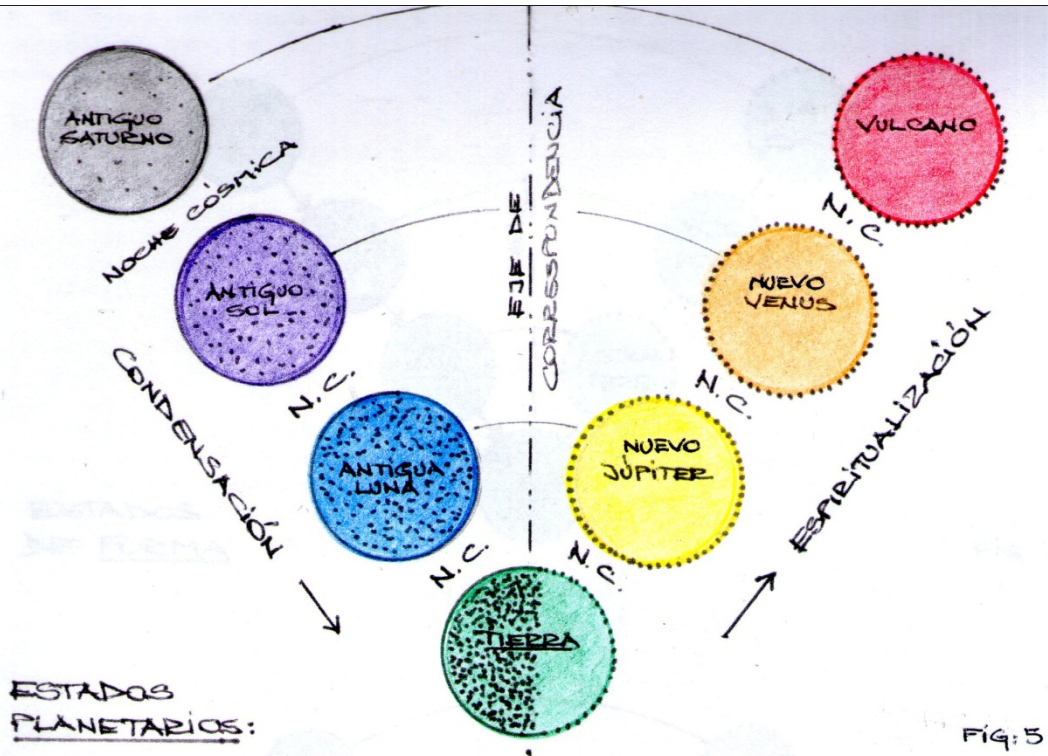 ANTIGUO
SATURNO
NOCHE CÓSMICA
ANTIGUO
SOL
N.C.
ANTIGUA
LUNA
N.C.
CONDENSACIÓN
EJE DE
CORRESPONDENCIA
VULCANO
N.C.
NUEVO
VENUS
N.C.
NUEVO
JÚPITER
N.C.
ESPIRITUALIZACIÓN
TIERRA
ESTADOS
PLANETARIOS:
FIG: 5